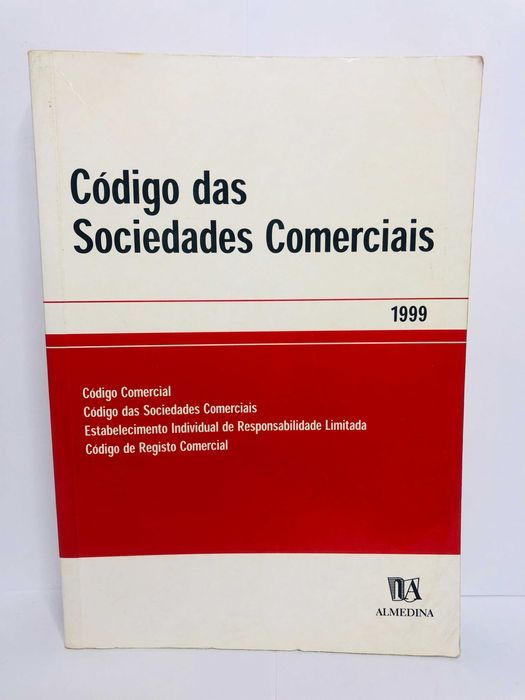 Código das
Sociedades Comerciais
1999
Código Comercial
Código das Sociedades Comerciais
Estabelecimento Individual de Responsabilidade Limitada
Código de Registo Comercial
ALMEDINA